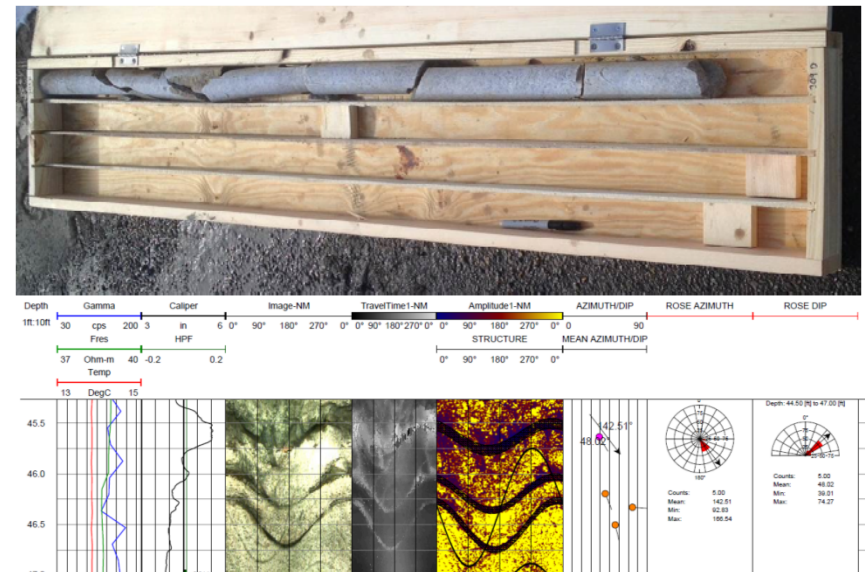 Depth Gamma Caliper Image-NM TravelTime1-NM Amplitude1-NM AZIMUTH/DIP ROSE AZIMUTH ROSE DIP
1ft:10ft 30 cps 200 3 in 6 0° 90° 180° 270° 0° 0° 90° 180° 270° 0° 0° 90° 180° 270° 0° 0 90
Fres HPF STRUCTURE MEAN AZIMUTH/DIP
37 Ohm-m 40 -0.2 0.2 0° 90° 180° 270° 0°
Temp
13 DegC 15
Depth: 44.50 [ft] to 47.00 [ft]
0° 0°
45.5
142.51°
48.02
180°
46.0
Counts: 5.00
Mean: 48.02
Min: 39.01
Max: 74.27
Counts: 5.00
Mean: 142.51
Min: 92.83
Max: 166.54
46.5